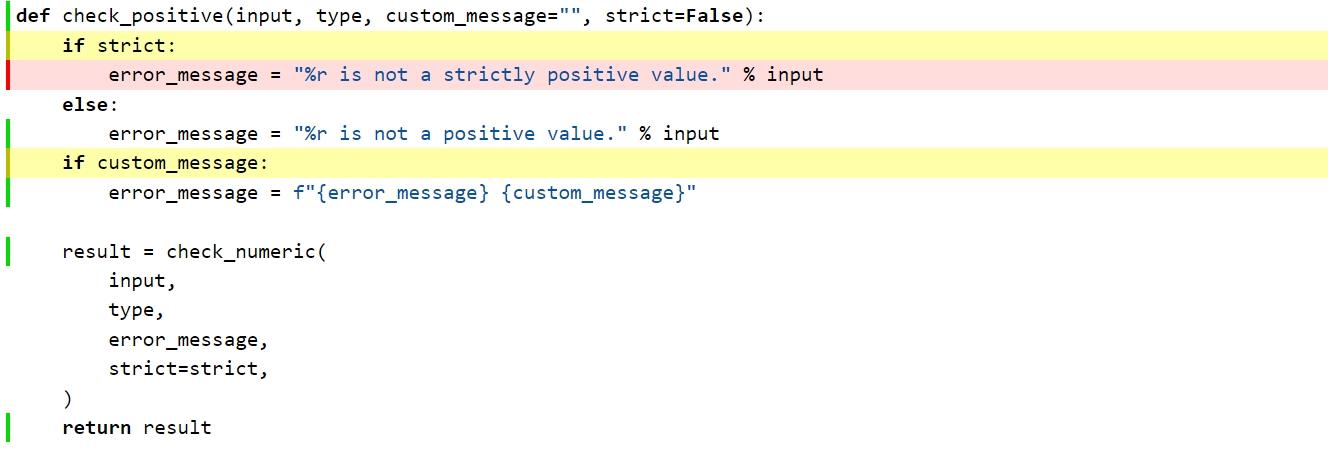 def check_positive(input, type, custom_message="", strict=False):
    if strict:
        error_message = "%r is not a strictly positive value." % input
    else:
        error_message = "%r is not a positive value." % input
    if custom_message:
        error_message = f"{error_message} {custom_message}"

    result = check_numeric(
        input,
        type,
        error_message,
        strict=strict,
    )
    return result